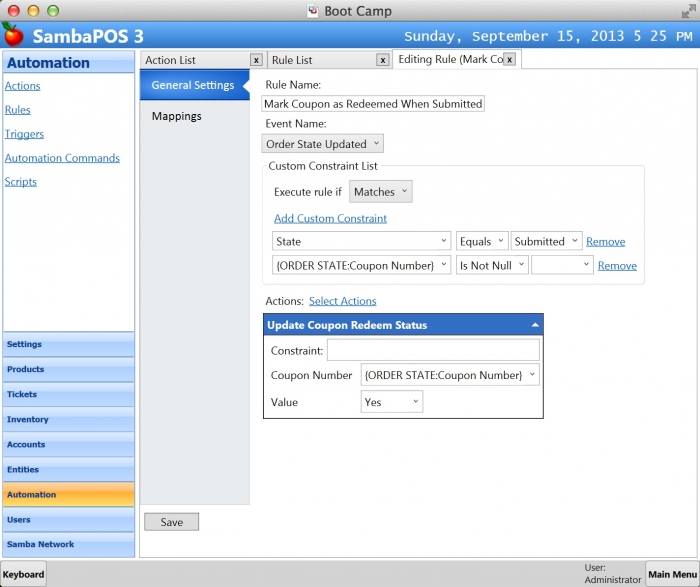 Boot Camp
SambaPOS 3
Sunday, September 15, 2013 5 25 PM
Automation
Actions
Rules
Triggers
Automation Commands
Scripts
Settings
Products
Tickets
Inventory
Accounts
Entities
Automation
Users
Samba Network
Action List x
Rule List x
Editing Rule (Mark Co x
General Settings
Mappings
Rule Name:
Mark Coupon as Redeemed When Submitted
Event Name:
Order State Updated
Custom Constraint List
Execute rule if Matches
Add Custom Constraint
State Equals Submitted Remove
{ORDER STATE:Coupon Number} Is Not Null Remove
Actions: Select Actions
Update Coupon Redeem Status
Constraint:
Coupon Number {ORDER STATE:Coupon Number}
Value Yes
Save
Keyboard
User:
Administrator
Main Menu